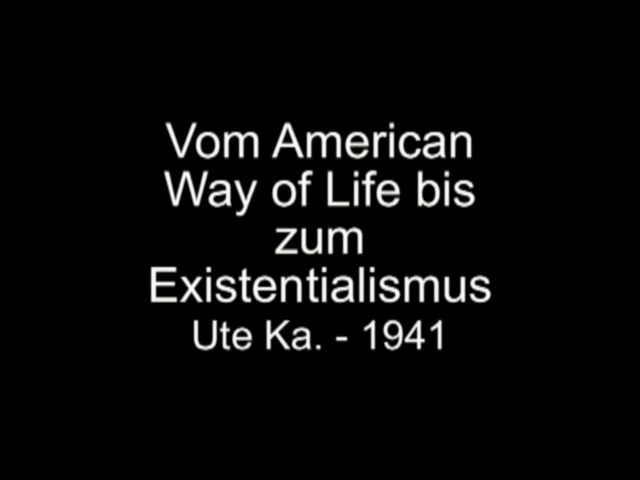 Vom American
Way of Life bis
zum
Existentialismus
Ute Ka. - 1941